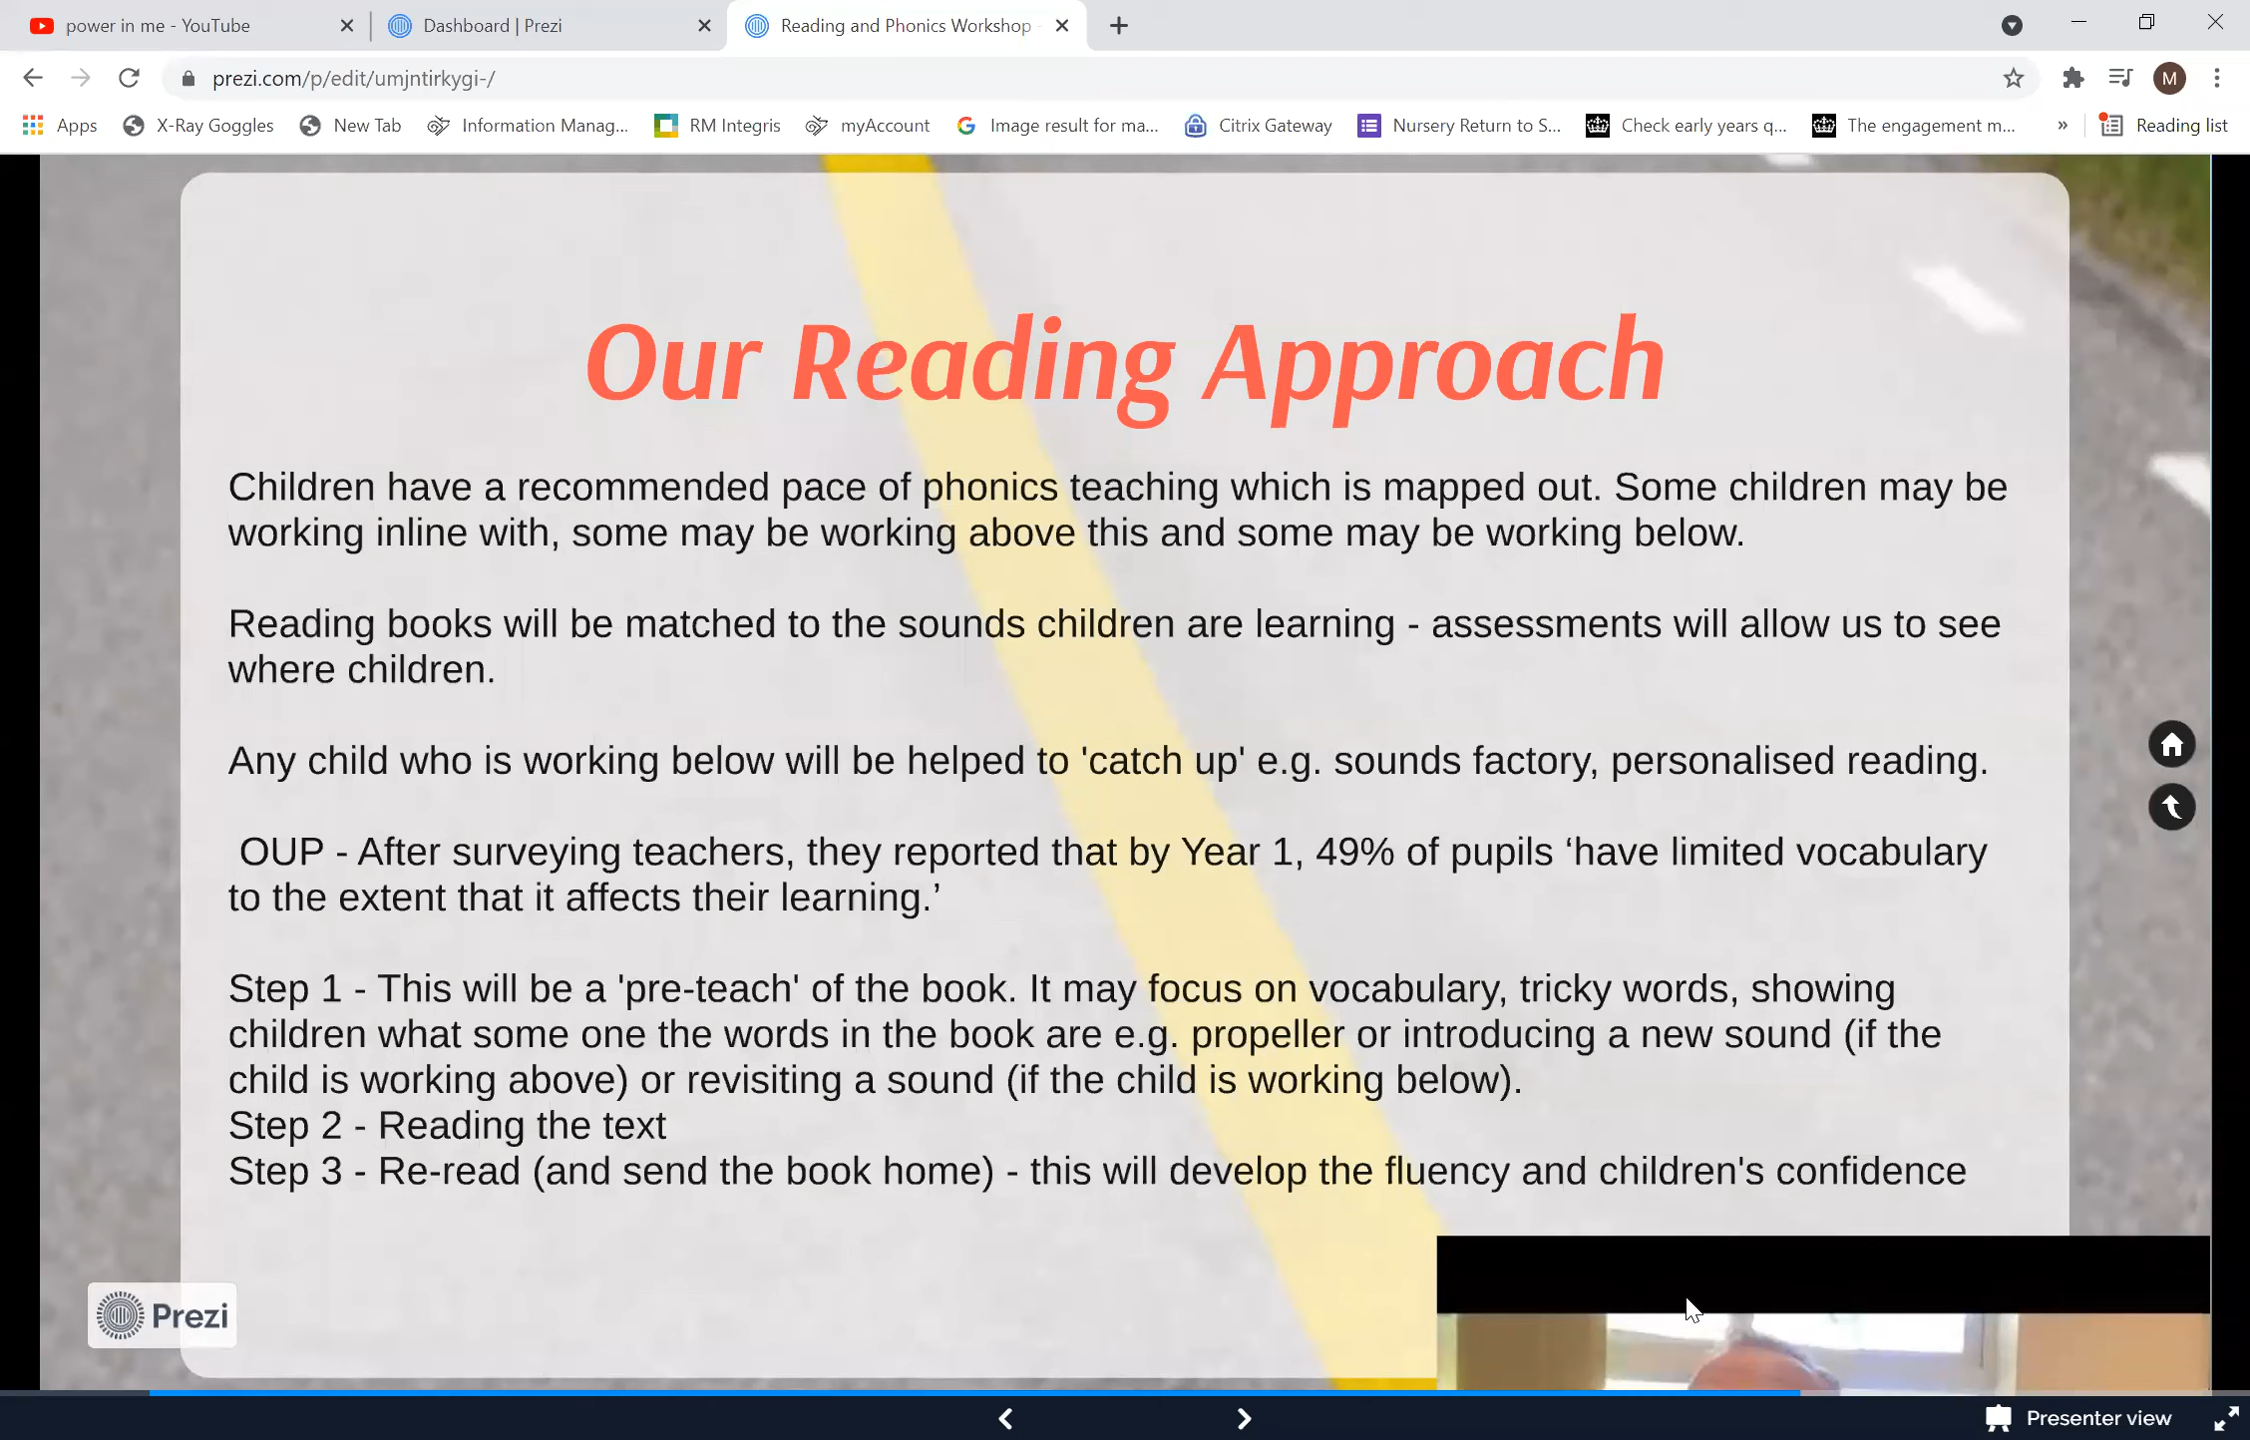 power in me - YouTube
Dashboard | Prezi
Reading and Phonics Workshop -
prezi.com/p/edit/umjntirkygi-/
M
Apps
X-Ray Goggles
New Tab
Information Manag...
RM Integris
myAccount
Image result for ma...
Citrix Gateway
Nursery Return to S...
Check early years q...
The engagement m...
»
Reading list
Our Reading Approach
Children have a recommended pace of phonics teaching which is mapped out. Some children may be
working inline with, some may be working above this and some may be working below.
Reading books will be matched to the sounds children are learning - assessments will allow us to see
where children.
Any child who is working below will be helped to 'catch up' e.g. sounds factory, personalised reading.
OUP - After surveying teachers, they reported that by Year 1, 49% of pupils ‘have limited vocabulary
to the extent that it affects their learning.’
Step 1 - This will be a 'pre-teach' of the book. It may focus on vocabulary, tricky words, showing
children what some one the words in the book are e.g. propeller or introducing a new sound (if the
child is working above) or revisiting a sound (if the child is working below).
Step 2 - Reading the text
Step 3 - Re-read (and send the book home) - this will develop the fluency and children's confidence
Prezi
Presenter view